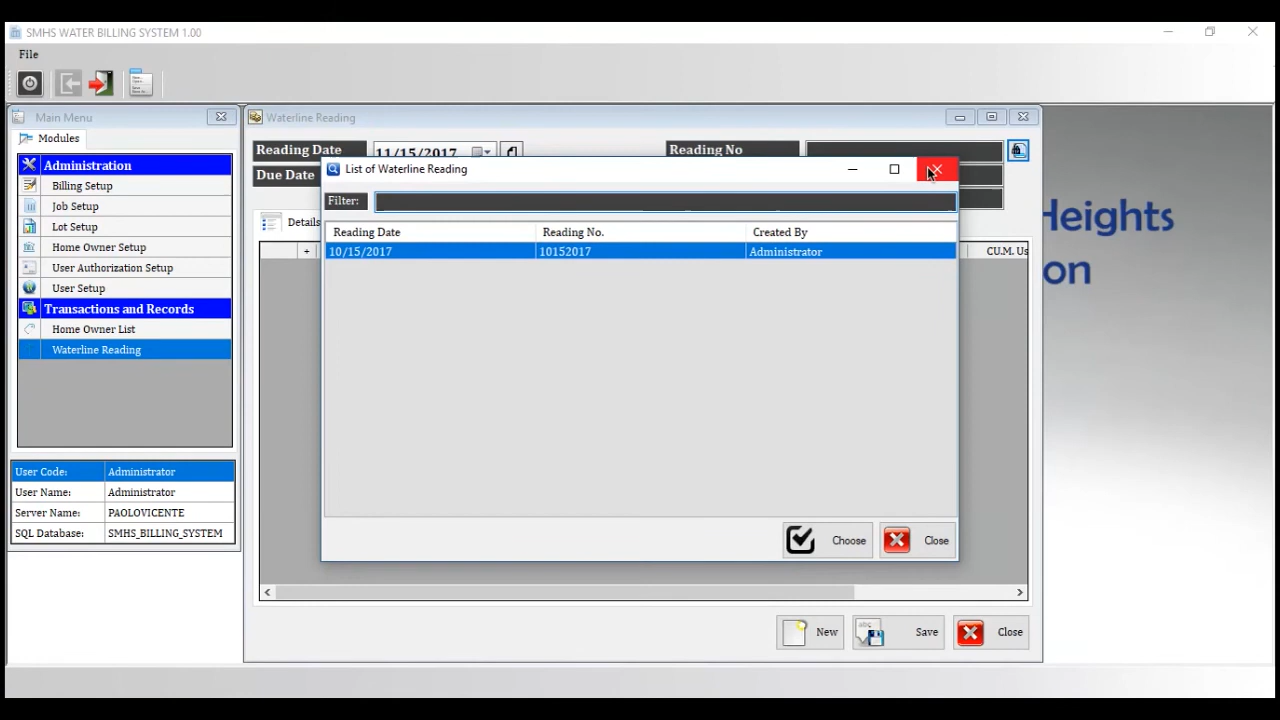 SMHS WATER BILLING SYSTEM 1.00
File
Main Menu
Modules
Administration
Billing Setup
Job Setup
Lot Setup
Home Owner Setup
User Authorization Setup
User Setup
Transactions and Records
Home Owner List
Waterline Reading
User Code: Administrator
User Name: Administrator
Server Name: PAOLOVICENTE
SQL Database: SMHS_BILLING_SYSTEM
Waterline Reading
Reading Date 11/15/2017 Reading No
Due Date
Details
+ CU.M. Us
List of Waterline Reading
Filter:
Reading Date Reading No. Created By
10/15/2017 10152017 Administrator
Choose Close
New Save Close
Heights
on